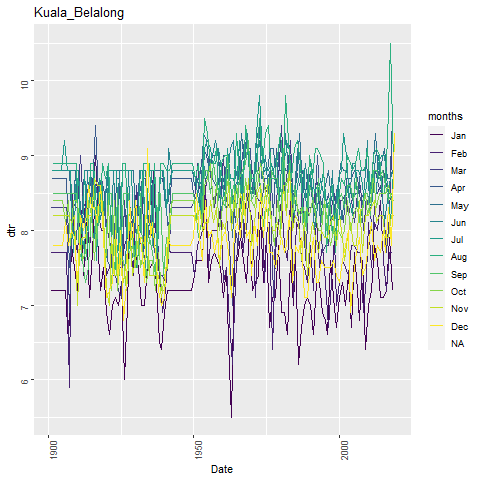 Kuala_Belalong
dtr
10
9
8
7
6
1900
1950
2000
Date
months
Jan
Feb
Mar
Apr
May
Jun
Jul
Aug
Sep
Oct
Nov
Dec
NA